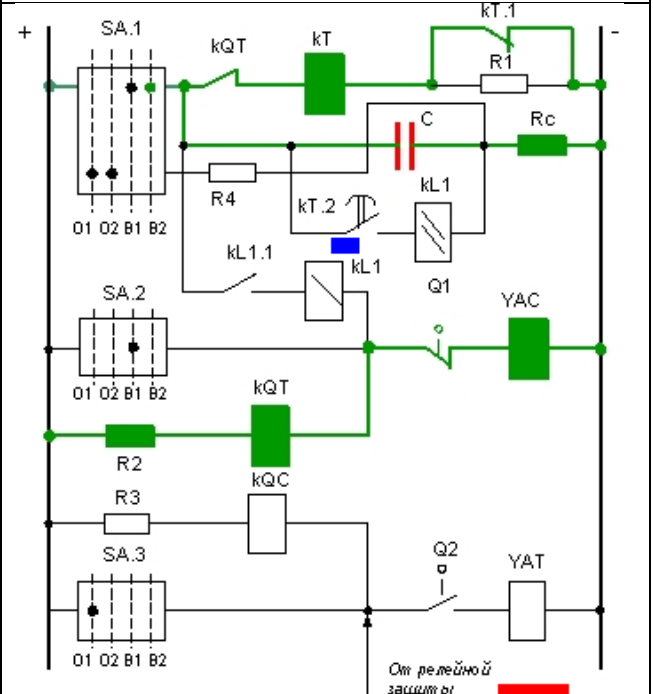 kT.1
+ SA.1 kQT kT -
R1
C Rc
R4 kT.2 kL1
O1 O2 B1 B2
kL1.1 kL1 Q1
SA.2 YAC
O1 O2 B1 B2 kQT
R2
kQC
R3
SA.3 Q2 YAT
O1 O2 B1 B2 От релейной
защиты